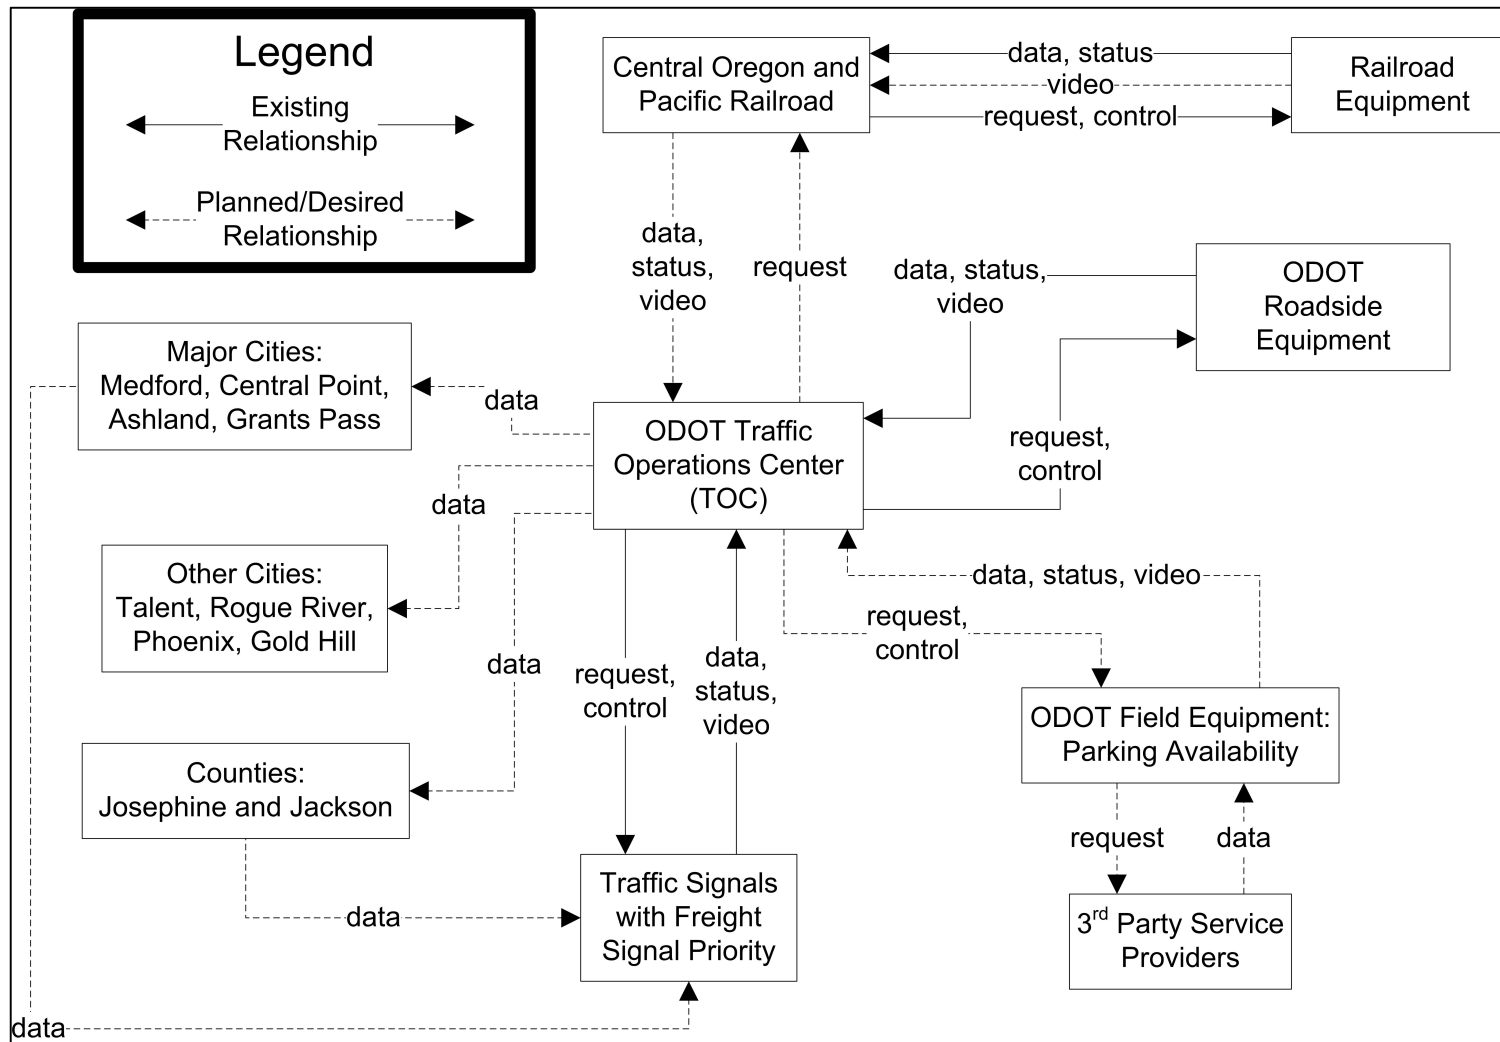 Legend
Existing
Relationship
Planned/Desired
Relationship
Central Oregon and
Pacific Railroad
data, status
video
request, control
Railroad
Equipment
data,
status,
video
request
data, status,
video
ODOT
Roadside
Equipment
Major Cities:
Medford, Central Point,
Ashland, Grants Pass
data
ODOT Traffic
Operations Center
(TOC)
request,
control
data
Other Cities:
Talent, Rogue River,
Phoenix, Gold Hill
data, status, video
request,
control
data
request,
control
data,
status,
video
ODOT Field Equipment:
Parking Availability
Counties:
Josephine and Jackson
request
data
Traffic Signals
with Freight
Signal Priority
data
3rd Party Service
Providers
data